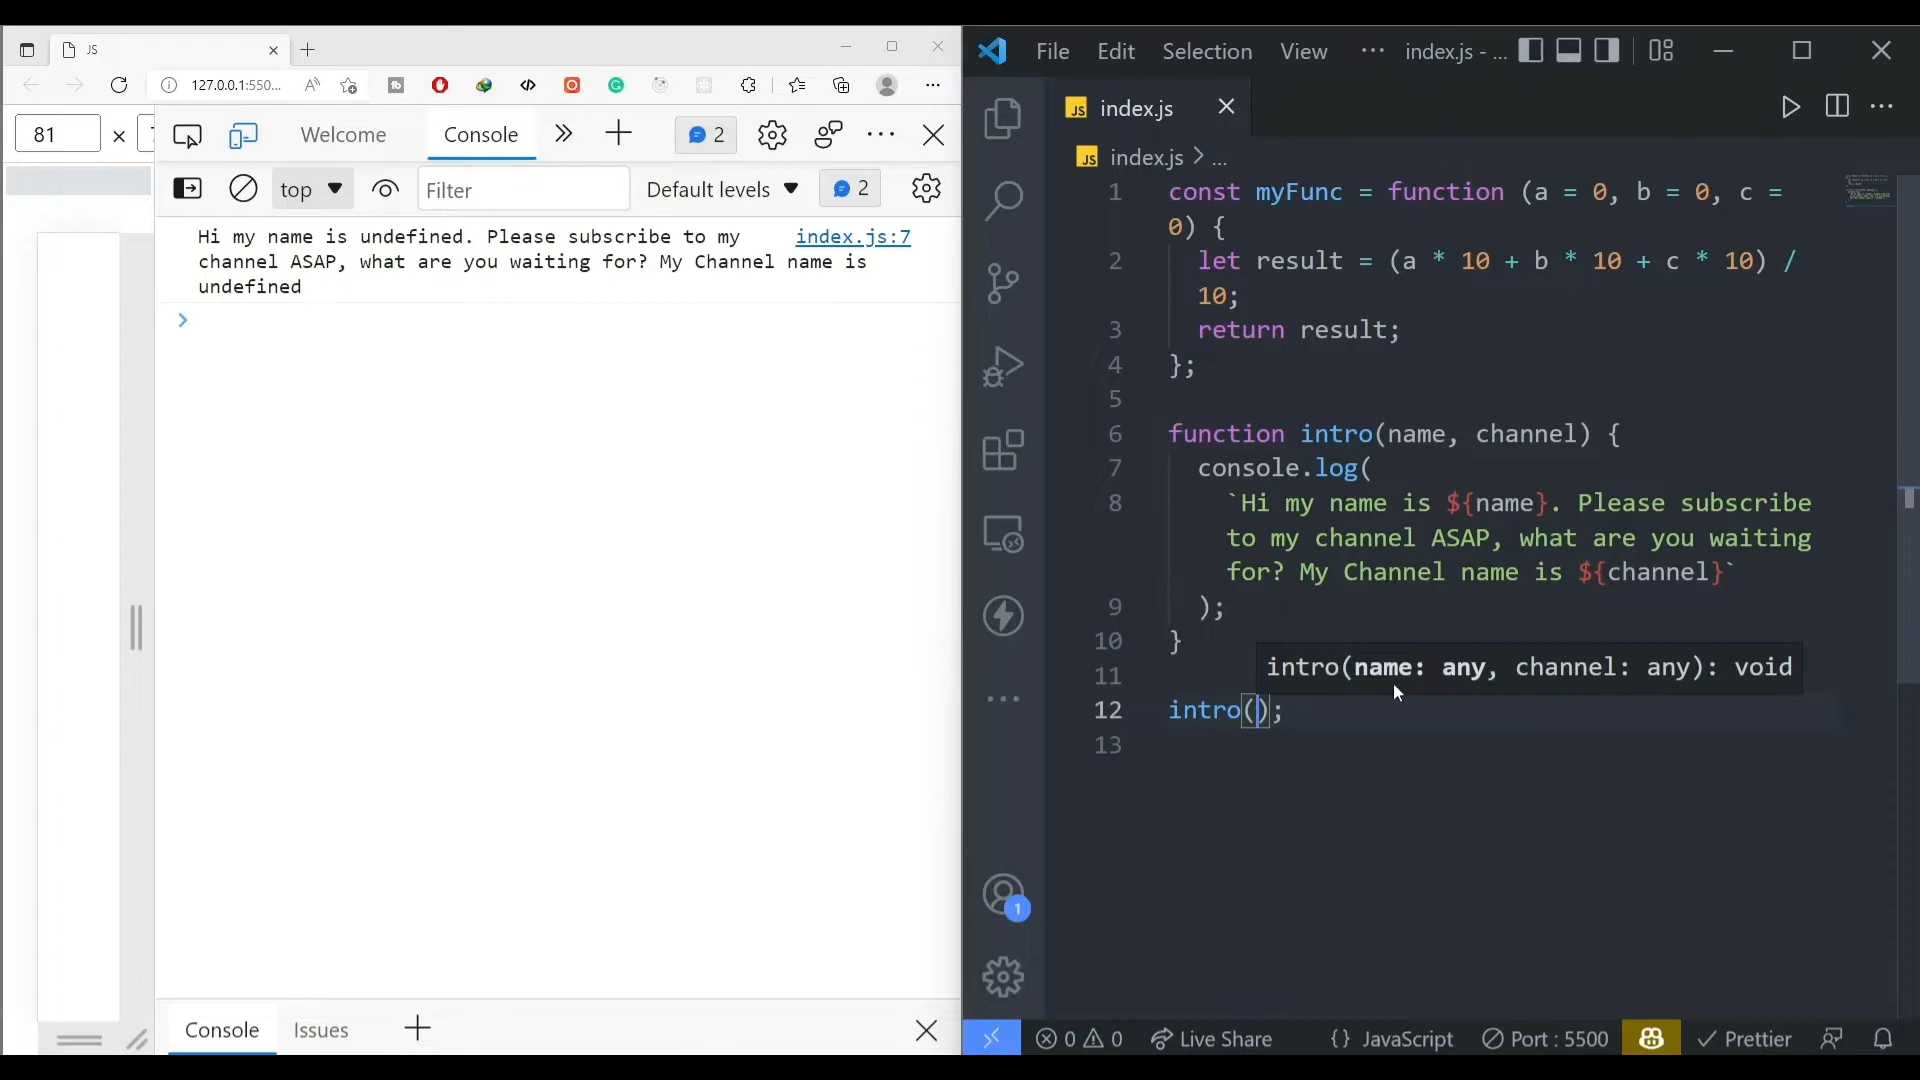 JS
127.0.0.1:550...
81
Welcome
Console
2
top
Filter
Default levels
2
Hi my name is undefined. Please subscribe to my
channel ASAP, what are you waiting for? My Channel name is
undefined
index.js:7
Console
Issues
File Edit Selection View ··· index.js - ...
JS index.js
JS index.js > ...
1 const myFunc = function (a = 0, b = 0, c =
0) {
2 let result = (a * 10 + b * 10 + c * 10) /
10;
3 return result;
4 };
5
6 function intro(name, channel) {
7 console.log(
8 `Hi my name is ${name}. Please subscribe
to my channel ASAP, what are you waiting
for? My Channel name is ${channel}`
9 );
10 }
intro(name: any, channel: any): void
11
12 intro();
13
1
0 0 Live Share {} JavaScript Port : 5500 Prettier